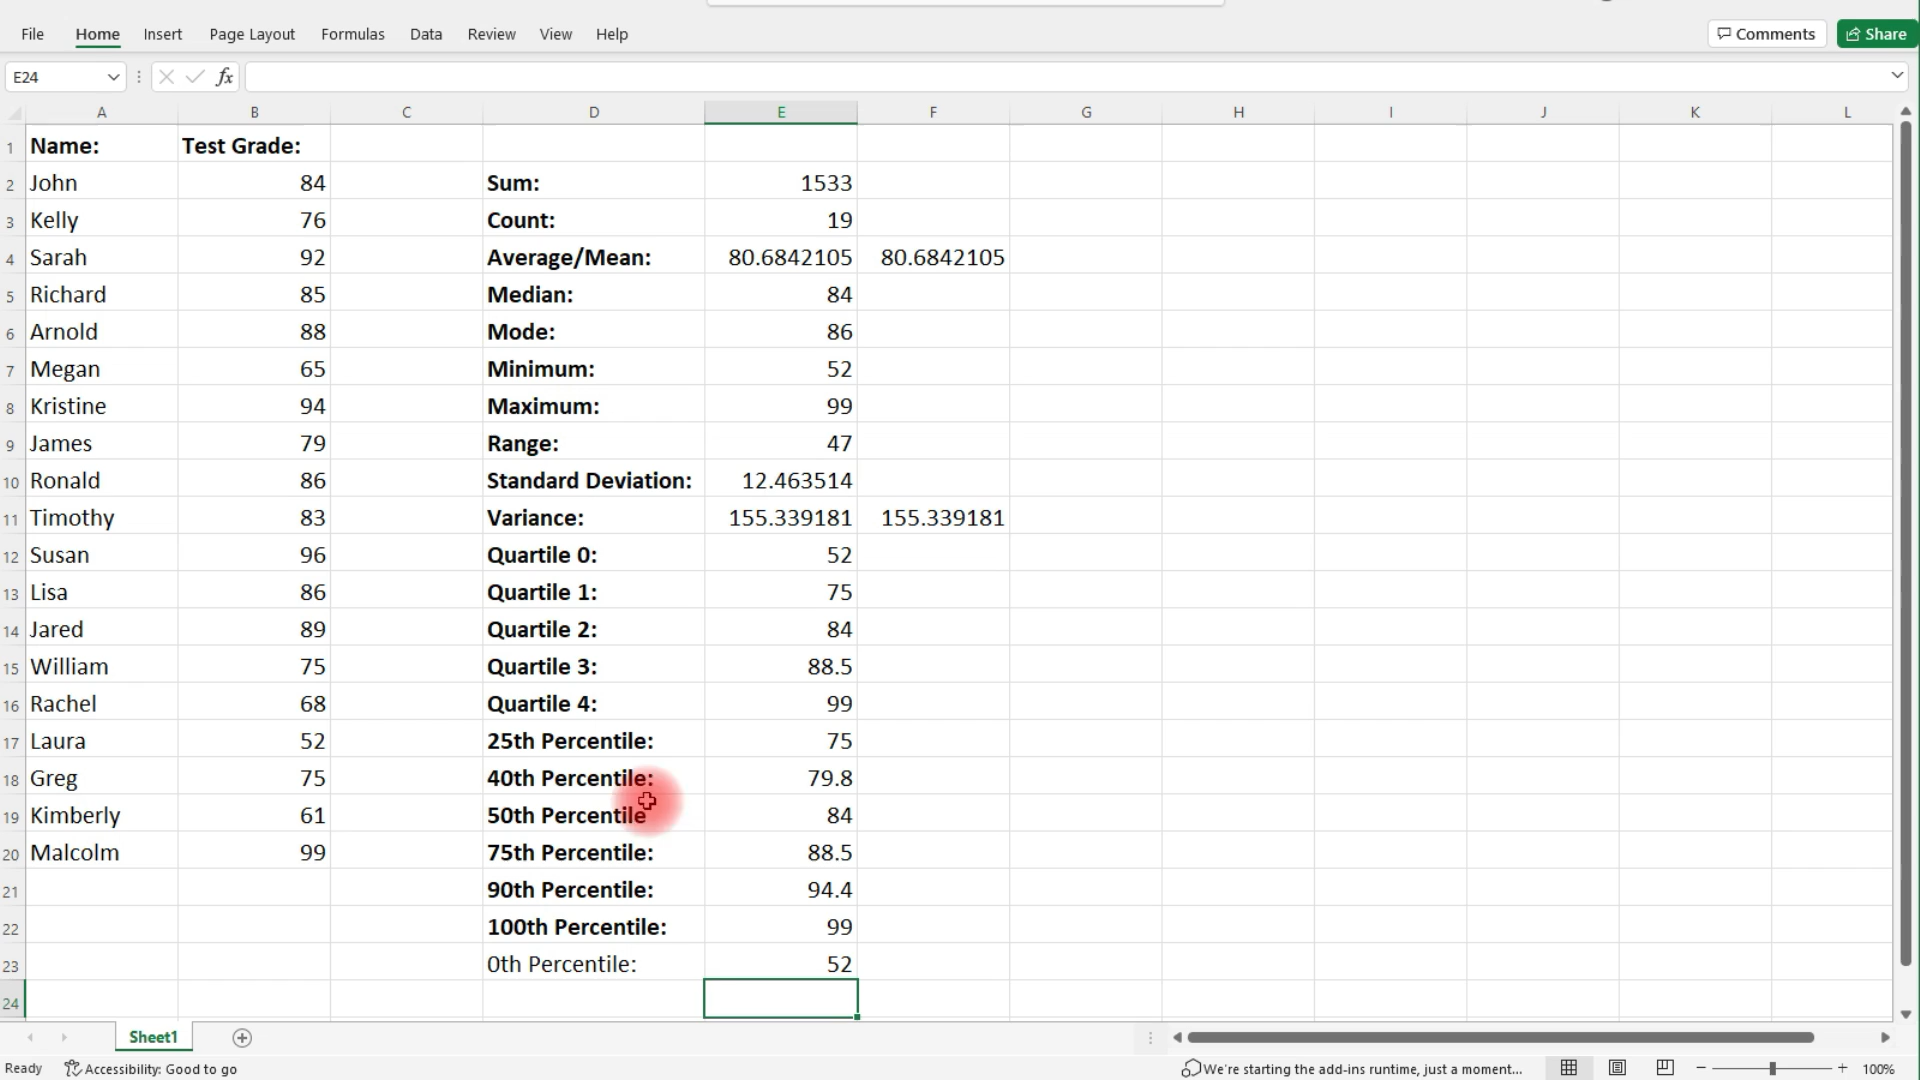 File Home Insert Page Layout Formulas Data Review View Help Comments Share
E24 fx
A B C D E F G H I J K L
1 Name: Test Grade:
2 John 84 Sum: 1533
3 Kelly 76 Count: 19
4 Sarah 92 Average/Mean: 80.6842105 80.6842105
5 Richard 85 Median: 84
6 Arnold 88 Mode: 86
7 Megan 65 Minimum: 52
8 Kristine 94 Maximum: 99
9 James 79 Range: 47
10 Ronald 86 Standard Deviation: 12.463514
11 Timothy 83 Variance: 155.339181 155.339181
12 Susan 96 Quartile 0: 52
13 Lisa 86 Quartile 1: 75
14 Jared 89 Quartile 2: 84
15 William 75 Quartile 3: 88.5
16 Rachel 68 Quartile 4: 99
17 Laura 52 25th Percentile: 75
18 Greg 75 40th Percentile: 79.8
19 Kimberly 61 50th Percentile 84
20 Malcolm 99 75th Percentile: 88.5
21 90th Percentile: 94.4
22 100th Percentile: 99
23 0th Percentile: 52
24
Sheet1
Ready Accessibility: Good to go We're starting the add-ins runtime, just a moment... 100%